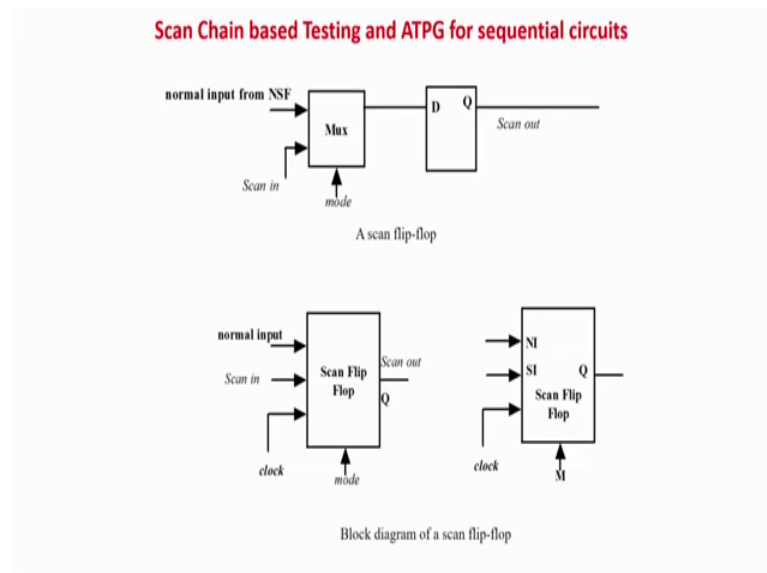 Scan Chain based Testing and ATPG for sequential circuits
normal input from NSF
Mux
D
Q
Scan out
Scan in
mode
A scan flip-flop
normal input
Scan in
Scan Flip
Flop
Scan out
Q
clock
mode
NI
SI
Q
Scan Flip
Flop
clock
M
Block diagram of a scan flip-flop